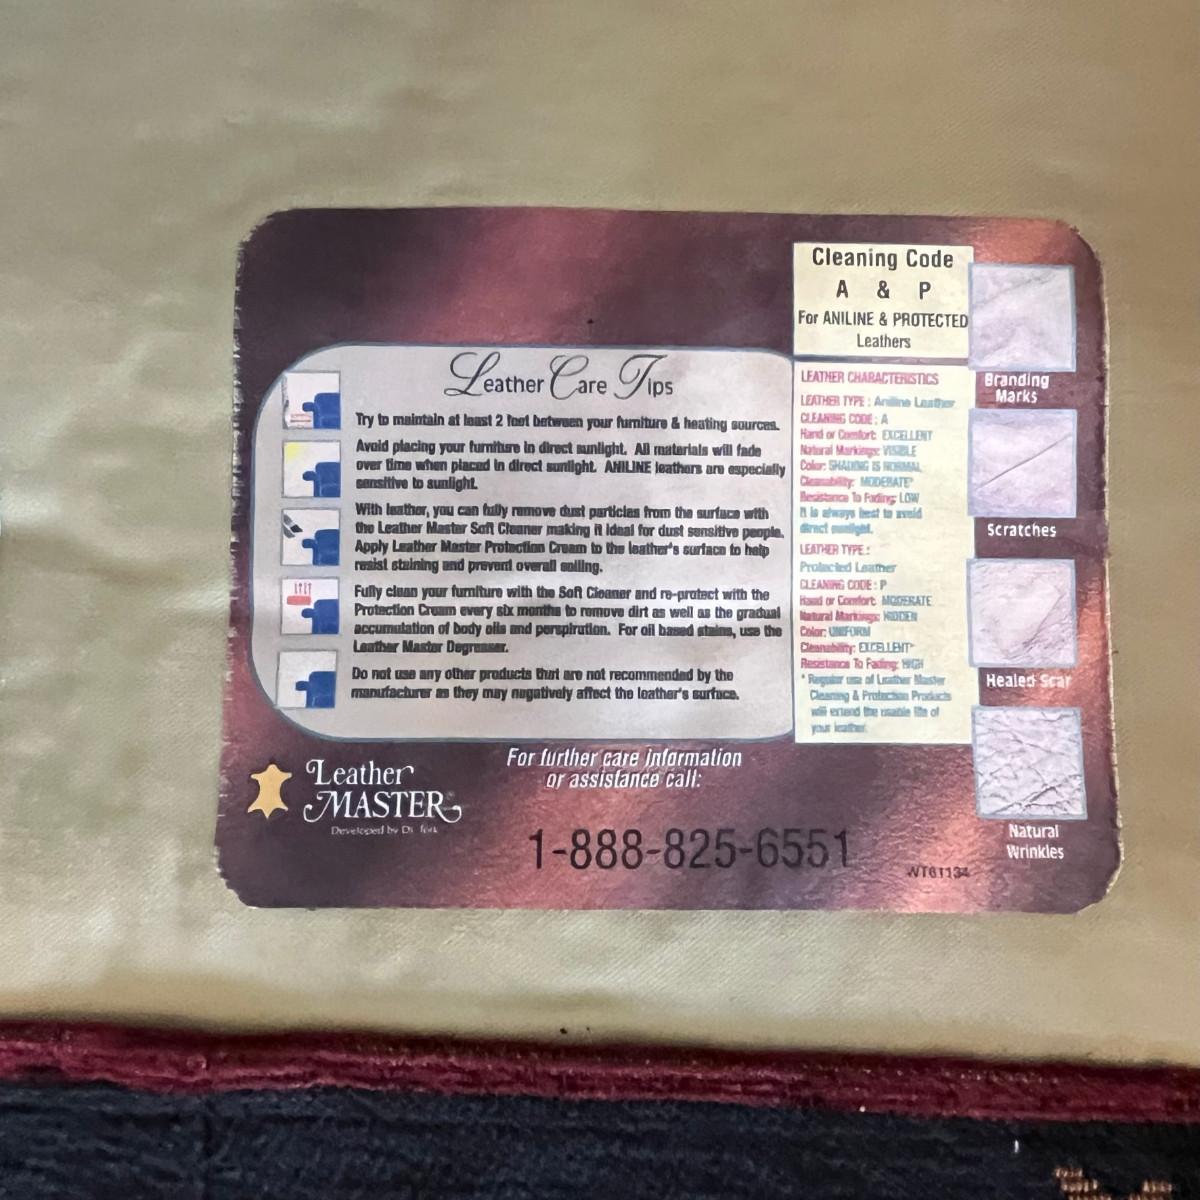 Cleaning Code
A & P
For ANILINE & PROTECTED
Leathers
Leather Care Tips
Try to maintain at least 2 feet between your furniture & heating sources.
Avoid placing your furniture in direct sunlight. All materials will fade
over time when placed in direct sunlight. ANILINE leathers are especially
sensitive to sunlight.
With leather, you can fully remove dust particles from the surface with
the Leather Master Soft Cleaner making it ideal for dust sensitive people.
Apply Leather Master Protection Cream to the leather's surface to help
resist staining and prevent overall soiling.
Fully clean your furniture with the Soft Cleaner and re-protect with the
Protection Cream every six months to remove dirt as well as the gradual
accumulation of body oils and perspiration. For oil based stains, use the
Leather Master Degreaser.
Do not use any other products that are not recommended by the
manufacturer as they may negatively affect the leather's surface.
LEATHER CHARACTERISTICS
LEATHER TYPE : Aniline Leather
CLEANING CODE : A
Hand or Comfort: EXCELLENT
Natural Markings: VISIBLE
Color: SHADING IS NORMAL
Cleanability: MODERATE*
Resistance To Fading: LOW
It is always best to avoid
direct sunlight.
LEATHER TYPE :
Protected Leather
CLEANING CODE : P
Hand or Comfort: MODERATE
Natural Markings: HIDDEN
Color: UNIFORM
Cleanability: EXCELLENT*
Resistance To Fading: HIGH
* Regular use of Leather Master
Cleaning & Protection Products
will extend the usable life of
your leather.
Branding
Marks
Scratches
Healed Scar
Natural
Wrinkles
Leather
MASTER
Developed by Dr.
For further care information
or assistance call:
1-888-825-6551
WT61134